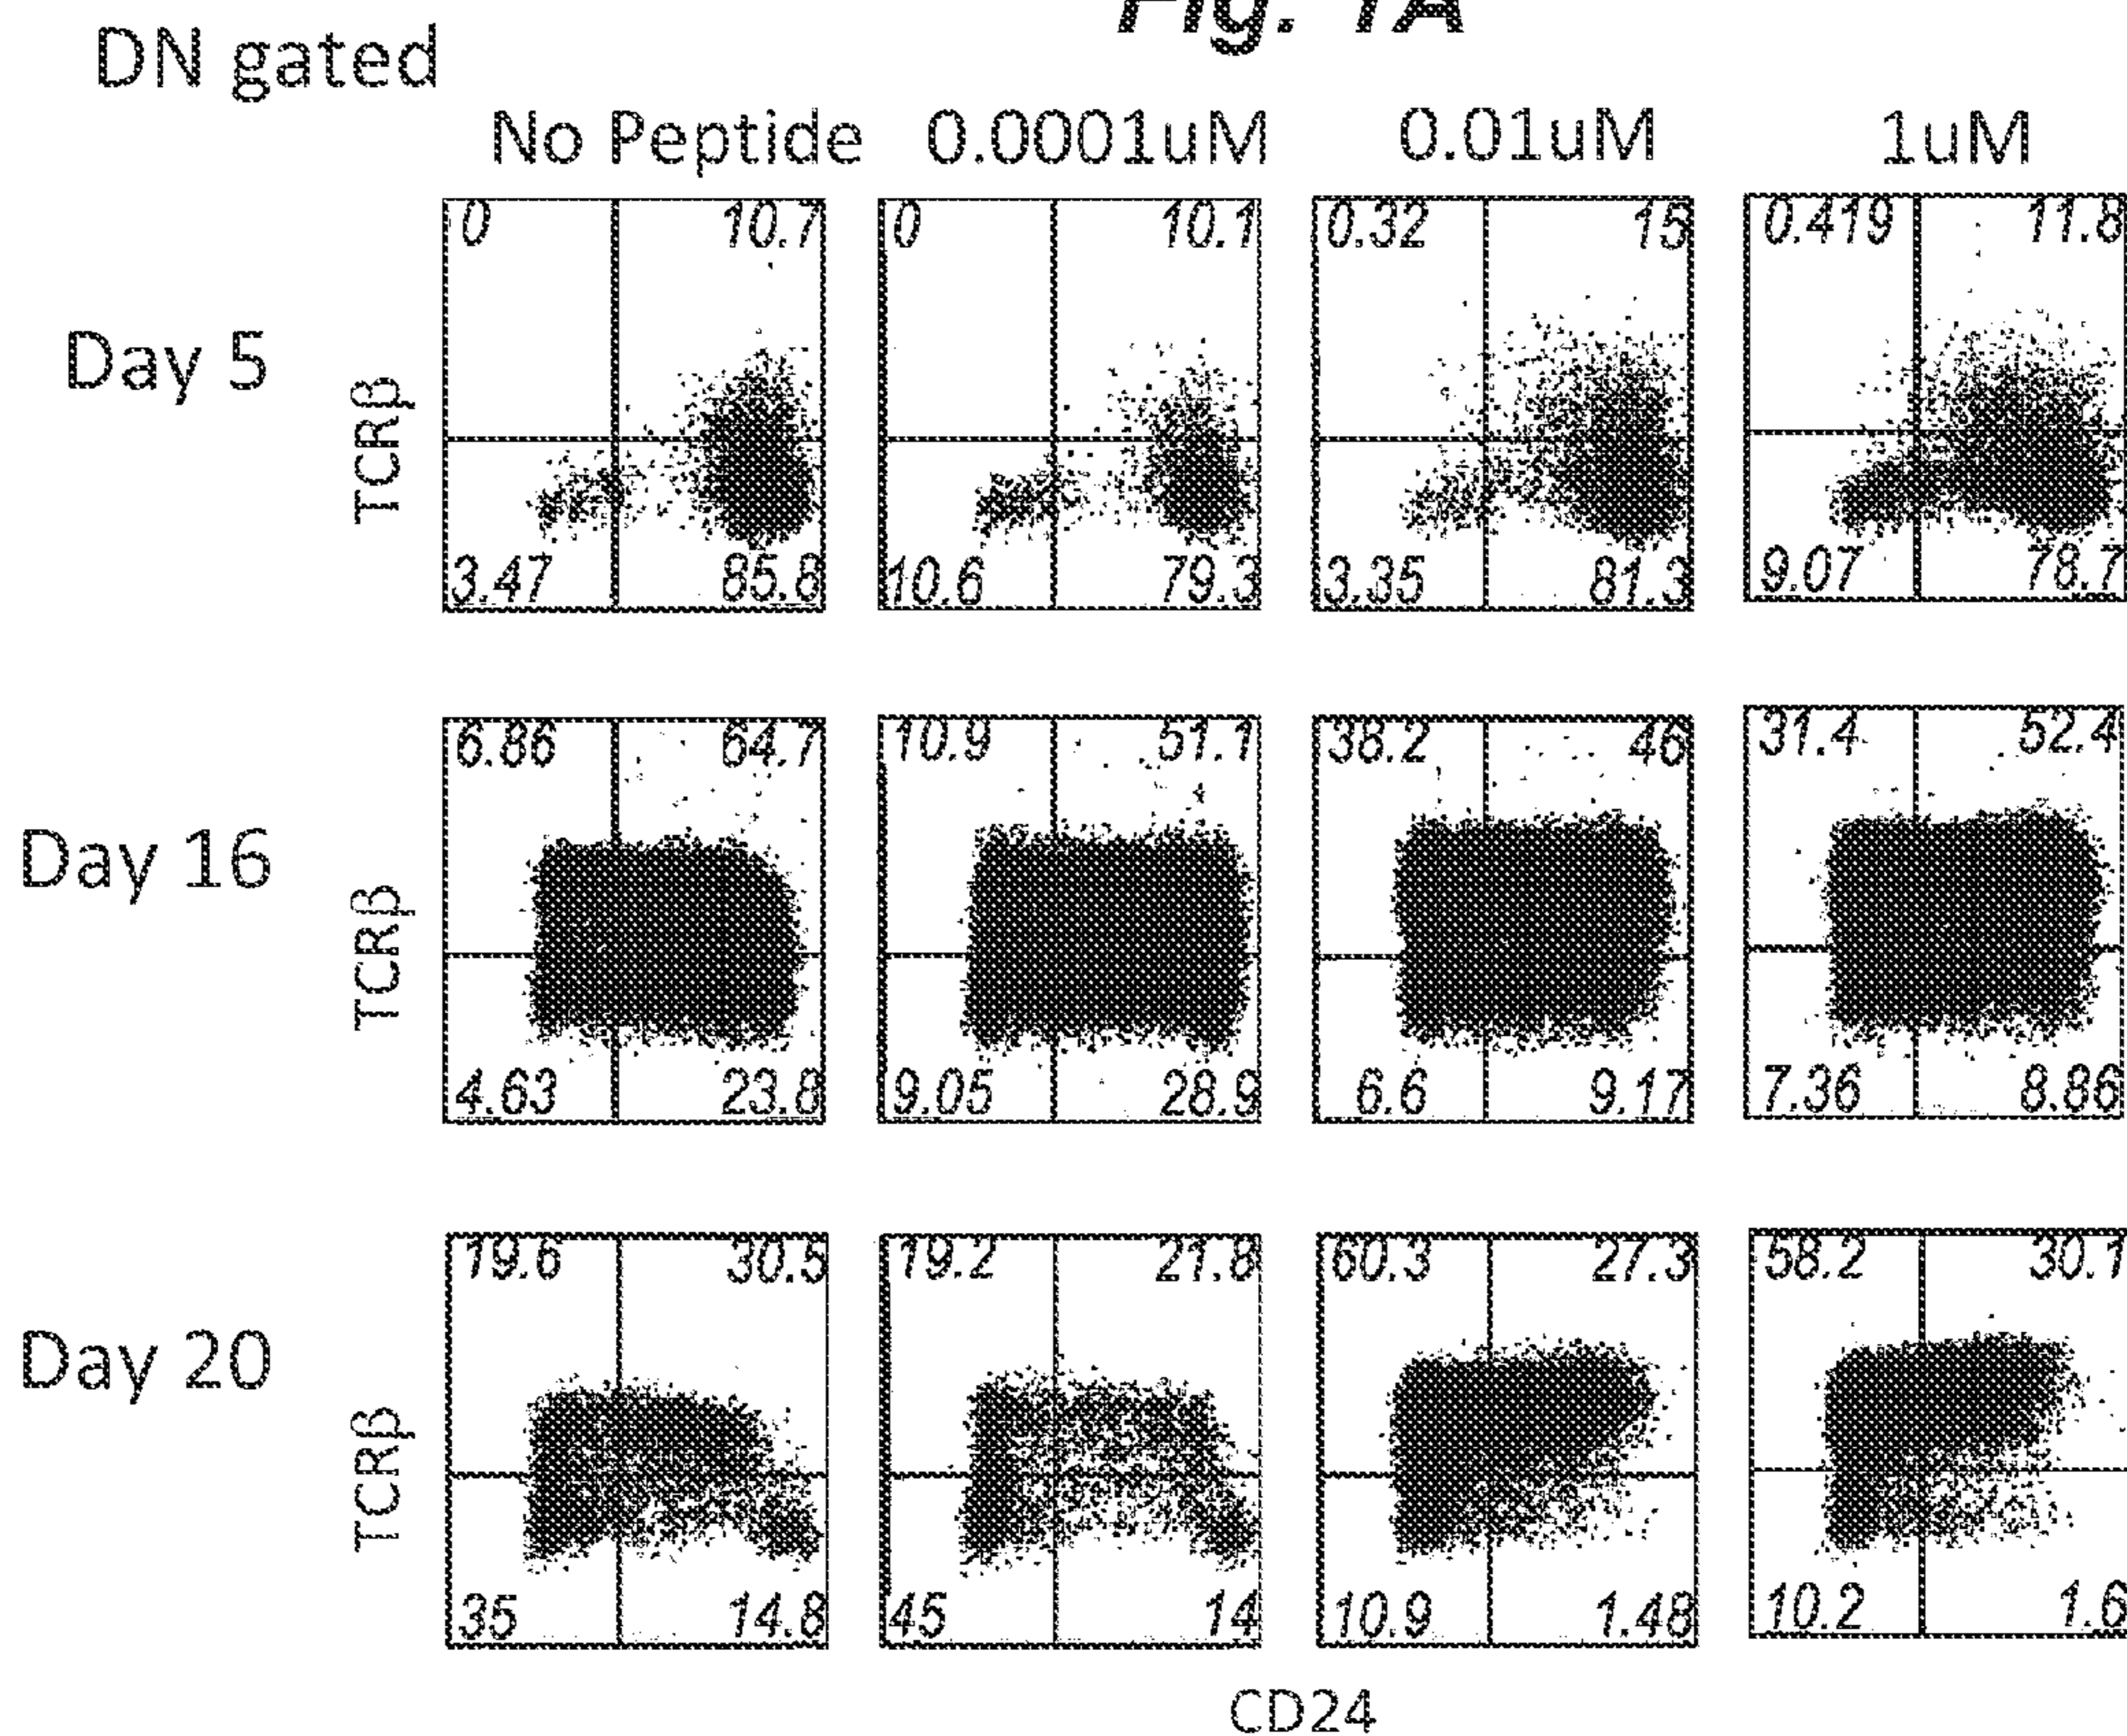 Fig. 1A
DN gated
No Peptide 0.0001uM 0.01uM 1uM
0 10.7 0 10.1 0.32 15 0.419 11.8
Day 5
TCRβ
3.47 85.8 10.6 79.3 3.35 81.3 9.07 78.7
6.86 64.7 10.9 51.1 38.2 46 31.4 52.4
Day 16
TCRβ
4.63 23.8 9.05 28.9 6.6 9.17 7.36 8.86
19.6 30.5 19.2 21.8 60.3 27.3 58.2 30.1
Day 20
TCRβ
35 14.8 45 14 10.9 1.48 10.2 1.6
CD24